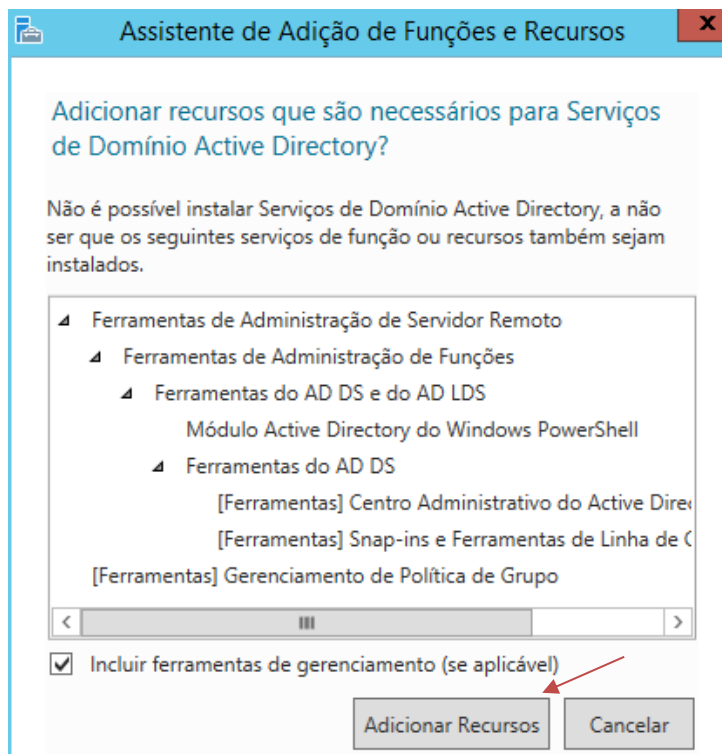 Assistente de Adição de Funções e Recursos
x
Adicionar recursos que são necessários para Serviços
de Domínio Active Directory?
Não é possível instalar Serviços de Domínio Active Directory, a não
ser que os seguintes serviços de função ou recursos também sejam
instalados.
Ferramentas de Administração de Servidor Remoto
Ferramentas de Administração de Funções
Ferramentas do AD DS e do AD LDS
Módulo Active Directory do Windows PowerShell
Ferramentas do AD DS
[Ferramentas] Centro Administrativo do Active
[Ferramentas] Snap-ins e Ferramentas de Linha de
[Ferramentas] Gerenciamento de Política de Grupo
Incluir ferramentas de gerenciamento (se aplicável)
Adicionar Recursos
Cancelar